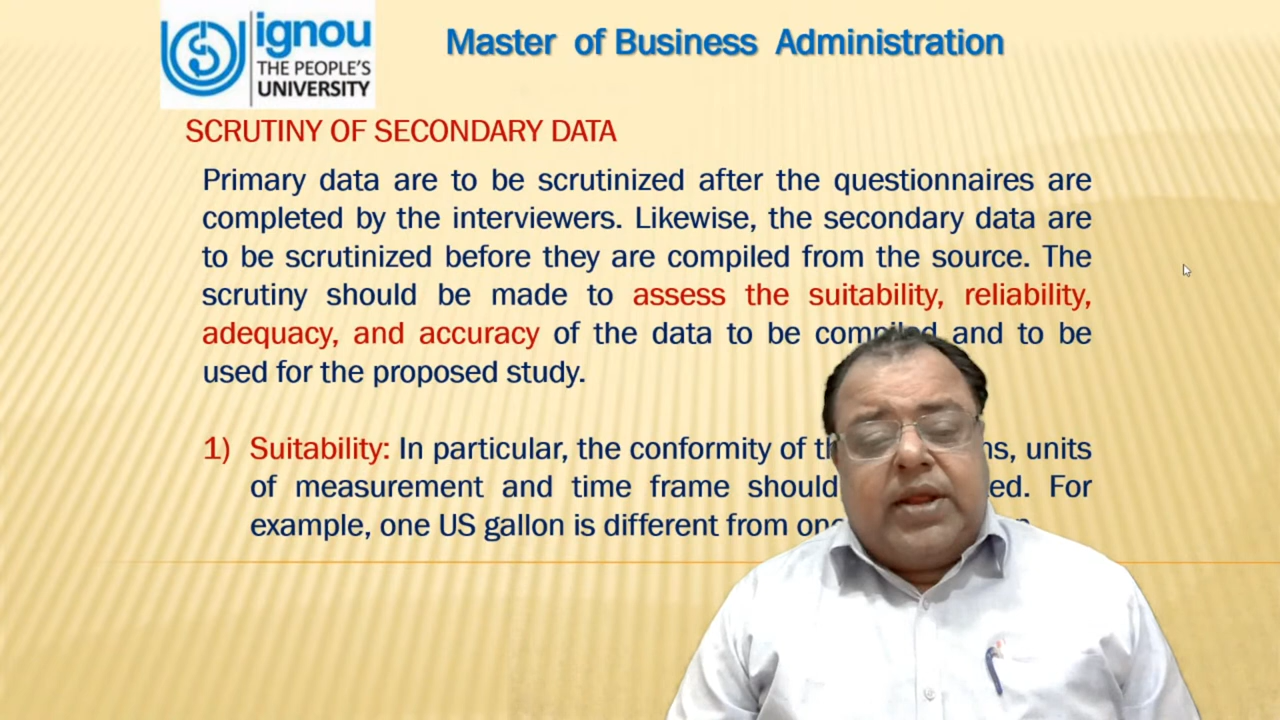 ignou
THE PEOPLE'S
UNIVERSITY
Master of Business Administration
SCRUTINY OF SECONDARY DATA
Primary data are to be scrutinized after the questionnaires are
completed by the interviewers. Likewise, the secondary data are
to be scrutinized before they are compiled from the source. The
scrutiny should be made to assess the suitability, reliability,
adequacy, and accuracy of the data to be compiled and to be
used for the proposed study.
1) Suitability: In particular, the conformity of units
of measurement and time frame should For
example, one US gallon is different from